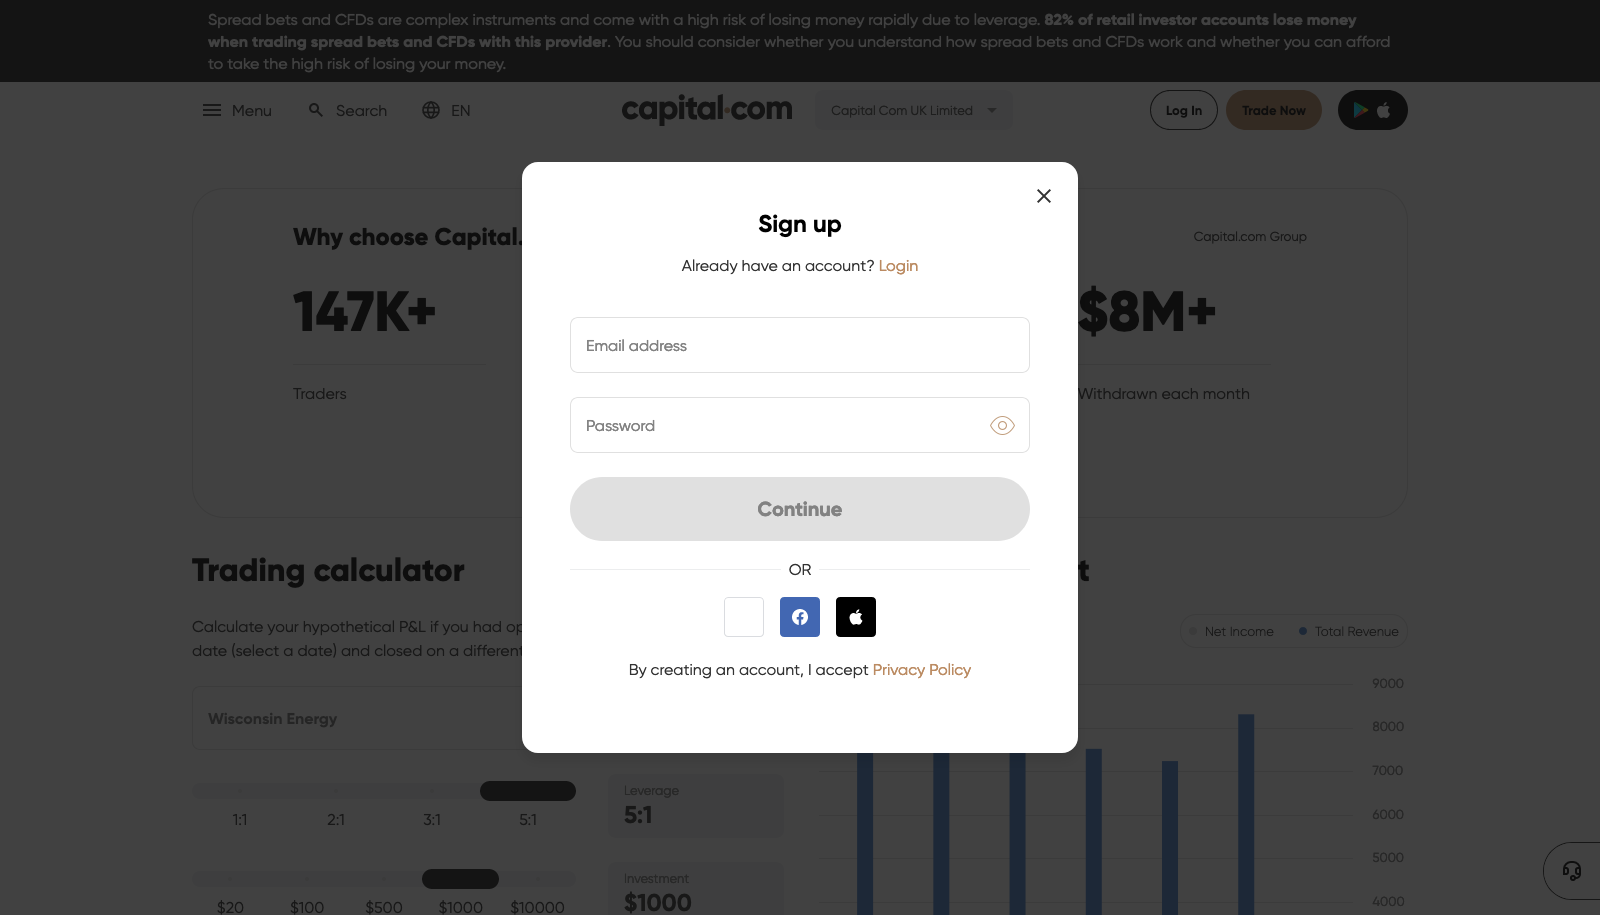 Spread bets and CFDs are complex instruments and come with a high risk of losing money rapidly due to leverage. 82% of retail investor accounts lose money
when trading spread bets and CFDs with this provider. You should consider whether you understand how spread bets and CFDs work and whether you can afford
to take the high risk of losing your money.
Menu
Search
EN
capital.com
Capital Com UK Limited
Log In
Trade Now
Sign up
Already have an account? Login
Email address
Password
Continue
OR
By creating an account, I accept Privacy Policy
Why choose Capital.
Capital.com Group
147K+
$8M+
Traders
Withdrawn each month
Trading calculator
Calculate your hypothetical P&L if you had
date (select a date) and closed on a different
Net Income
Total Revenue
Wisconsin Energy
1:1
2:1
3:1
5:1
Leverage
5:1
$20
$100
$500
$1000
$10000
Investment
$1000
9000
8000
7000
6000
5000
4000